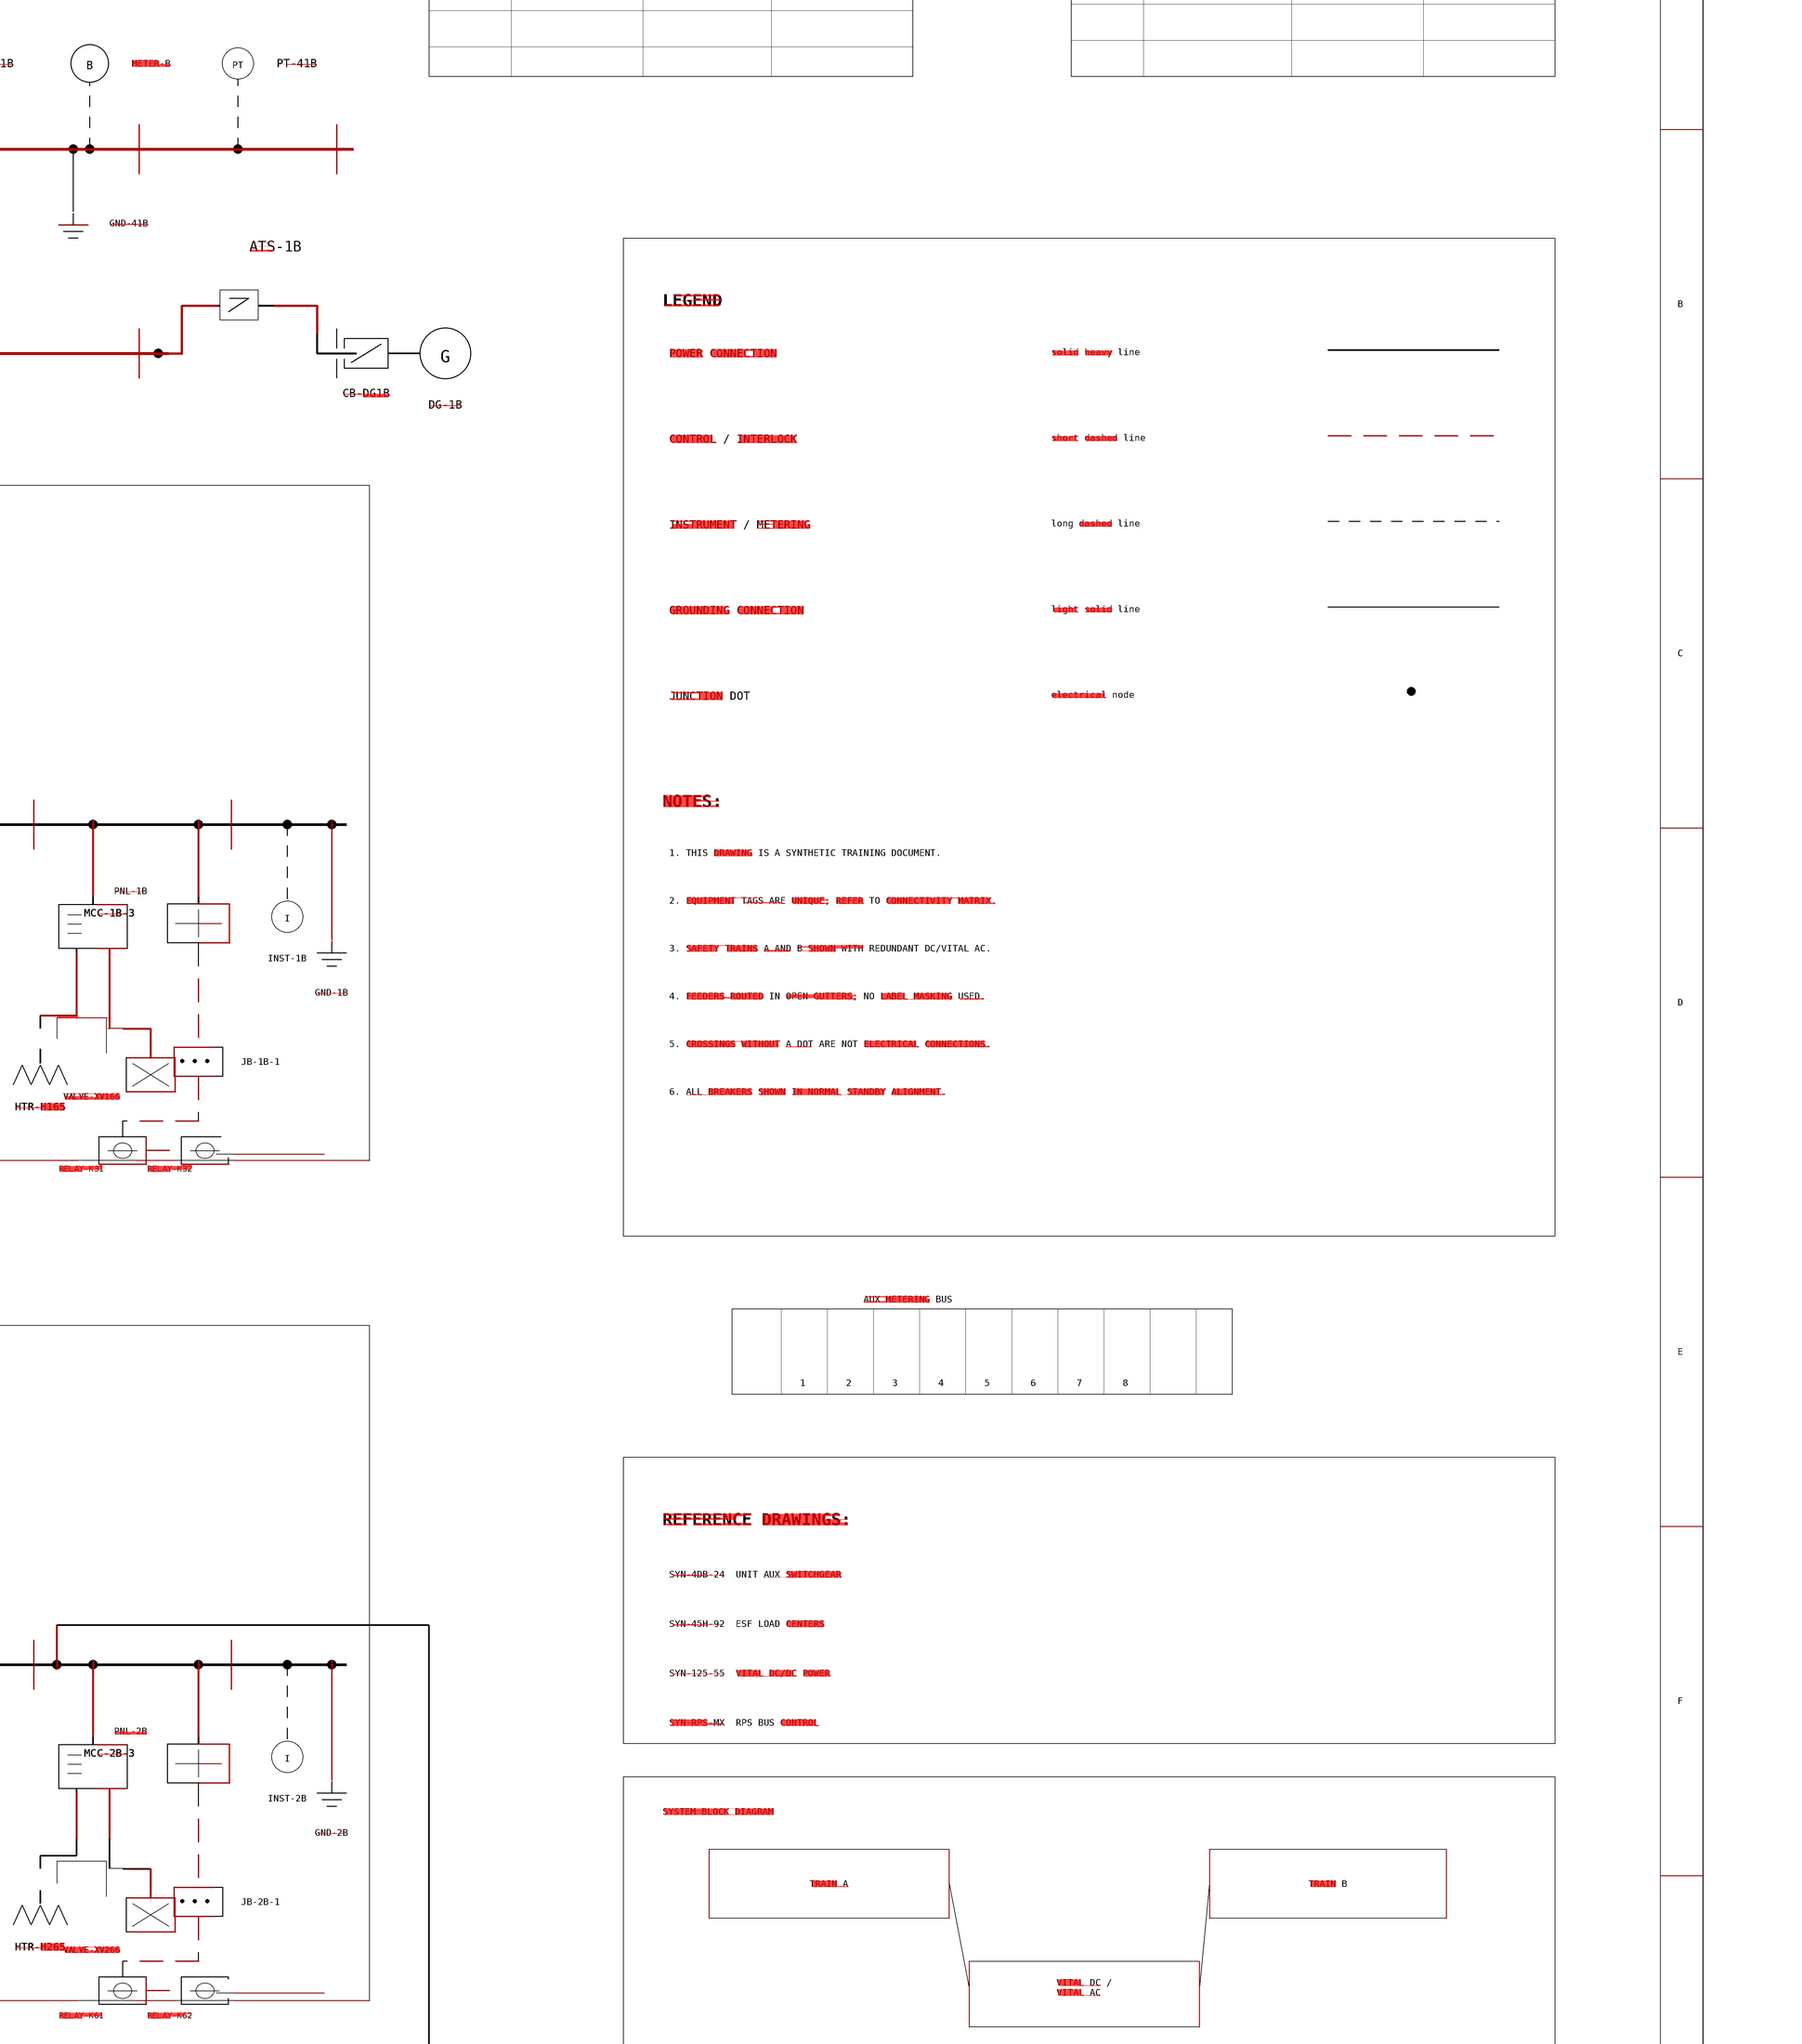 1B
B
METER-B
PT
PT-41B
GND-41B
ATS-1B
CB-DG1B
G
DG-1B
LEGEND
POWER CONNECTION solid heavy line
CONTROL / INTERLOCK short dashed line
INSTRUMENT / METERING long dashed line
GROUNDING CONNECTION light solid line
JUNCTION DOT electrical node
NOTES:
1. THIS DRAWING IS A SYNTHETIC TRAINING DOCUMENT.
2. EQUIPMENT TAGS ARE UNIQUE; REFER TO CONNECTIVITY MATRIX.
3. SAFETY TRAINS A AND B SHOWN WITH REDUNDANT DC/VITAL AC.
4. FEEDERS ROUTED IN OPEN GUTTERS; NO LABEL MASKING USED.
5. CROSSINGS WITHOUT A DOT ARE NOT ELECTRICAL CONNECTIONS.
6. ALL BREAKERS SHOWN IN NORMAL STANDBY ALIGNMENT.
PNL-1B
MCC-1B-3
I
INST-1B
GND-1B
JB-1B-1
VALVE-XV166
HTR-H165
RELAY-K31
RELAY-K32
AUX METERING BUS
1 2 3 4 5 6 7 8
REFERENCE DRAWINGS:
SYN-4DB-24 UNIT AUX SWITCHGEAR
SYN-45H-92 ESF LOAD CENTERS
SYN-125-55 VITAL DC/DC POWER
SYN-RPS-MX RPS BUS CONTROL
PNL-2B
MCC-2B-3
I
INST-2B
GND-2B
JB-2B-1
HTR-H265
VALVE-XV266
RELAY-K61
RELAY-K62
SYSTEM BLOCK DIAGRAM
TRAIN A
TRAIN B
VITAL DC /
VITAL AC
B
C
D
E
F